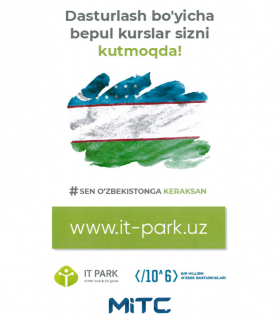 Dasturlash bo'yicha
bepul kurslar sizni
kutmoqda!
#SEN O'ZBEKISTONGA KERAKSAN
www.it-park.uz
IT PARK
</10^6>
BIR MILLION
O'ZBEK DASTURCHILARI
MITC